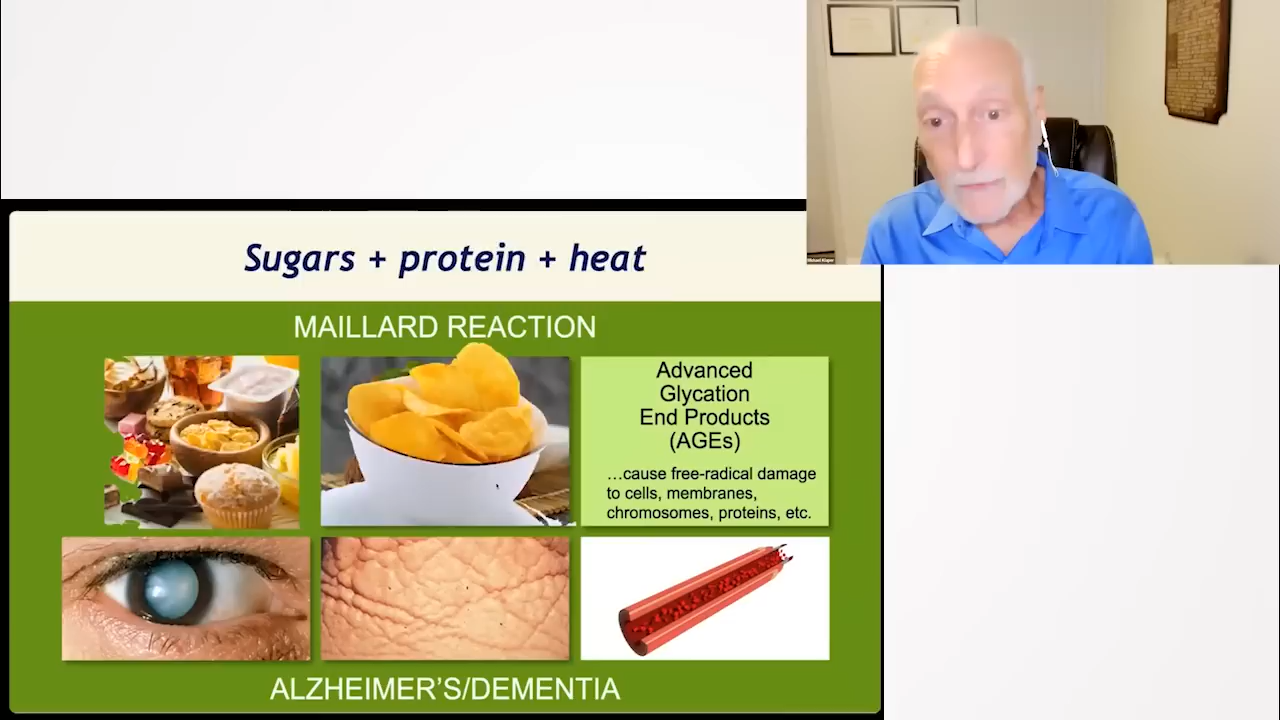 Sugars + protein + heat
MAILLARD REACTION
Advanced
Glycation
End Products
(AGEs)
...cause free-radical damage
to cells, membranes,
chromosomes, proteins, etc.
ALZHEIMER'S/DEMENTIA